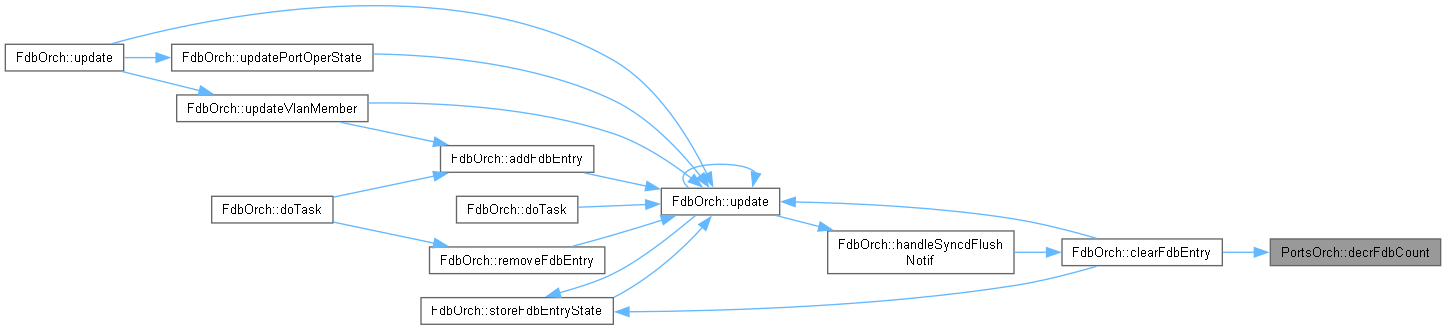 FdbOrch::update
FdbOrch::updatePortOperState
FdbOrch::updateVlanMember
FdbOrch::addFdbEntry
FdbOrch::doTask
FdbOrch::doTask
FdbOrch::update
FdbOrch::handleSyncdFlush
Notif
FdbOrch::clearFdbEntry
PortsOrch::decrFdbCount
FdbOrch::removeFdbEntry
FdbOrch::storeFdbEntryState